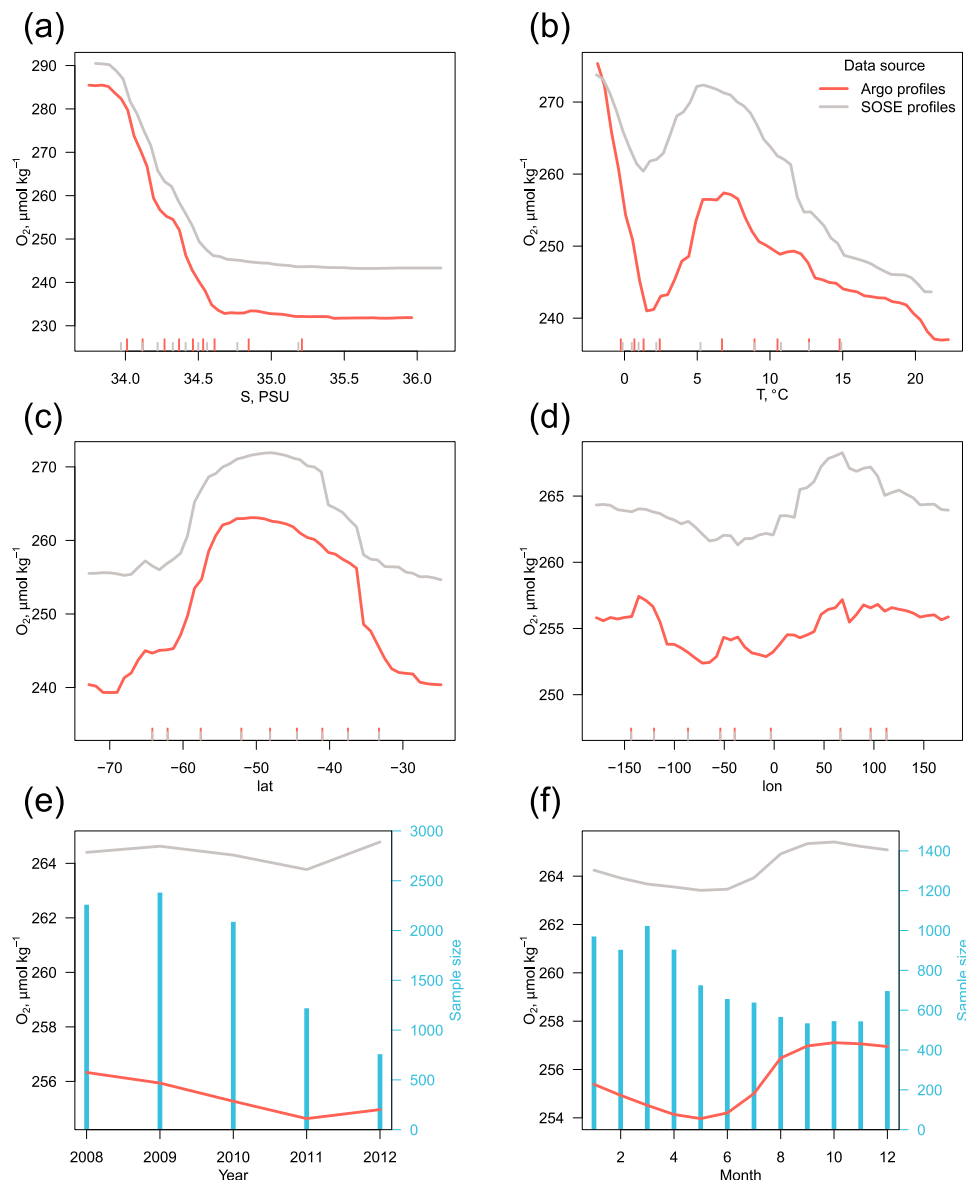 (a)
290
280
270
260
250
240
230
O₂, µmol kg⁻¹
34.0 34.5 35.0 35.5 36.0
S, PSU
(b)
Data source
Argo profiles
SOSE profiles
270
260
250
240
O₂, µmol kg⁻¹
0 5 10 15 20
T, °C
(c)
270
260
250
240
O₂, µmol kg⁻¹
−70 −60 −50 −40 −30
lat
(d)
265
260
255
250
O₂, µmol kg⁻¹
−150 −100 −50 0 50 100 150
lon
(e)
264
262
260
258
256
O₂, µmol kg⁻¹
3000
2500
2000
1500
1000
500
0
Sample size
2008 2009 2010 2011 2012
Year
(f)
264
262
260
258
256
254
O₂, µmol kg⁻¹
1400
1200
1000
800
600
400
200
0
Sample size
2 4 6 8 10 12
Month